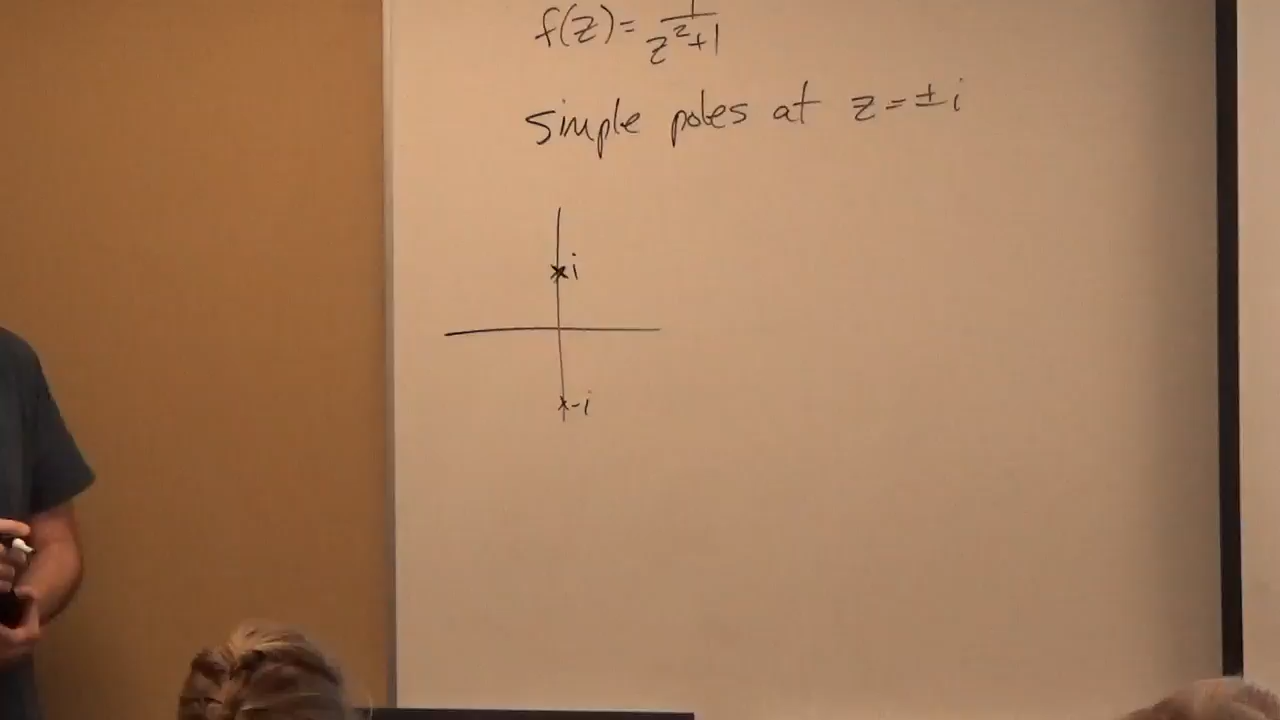 f(z) = 1/(z²+1)
simple poles at z = ±i
i
-i